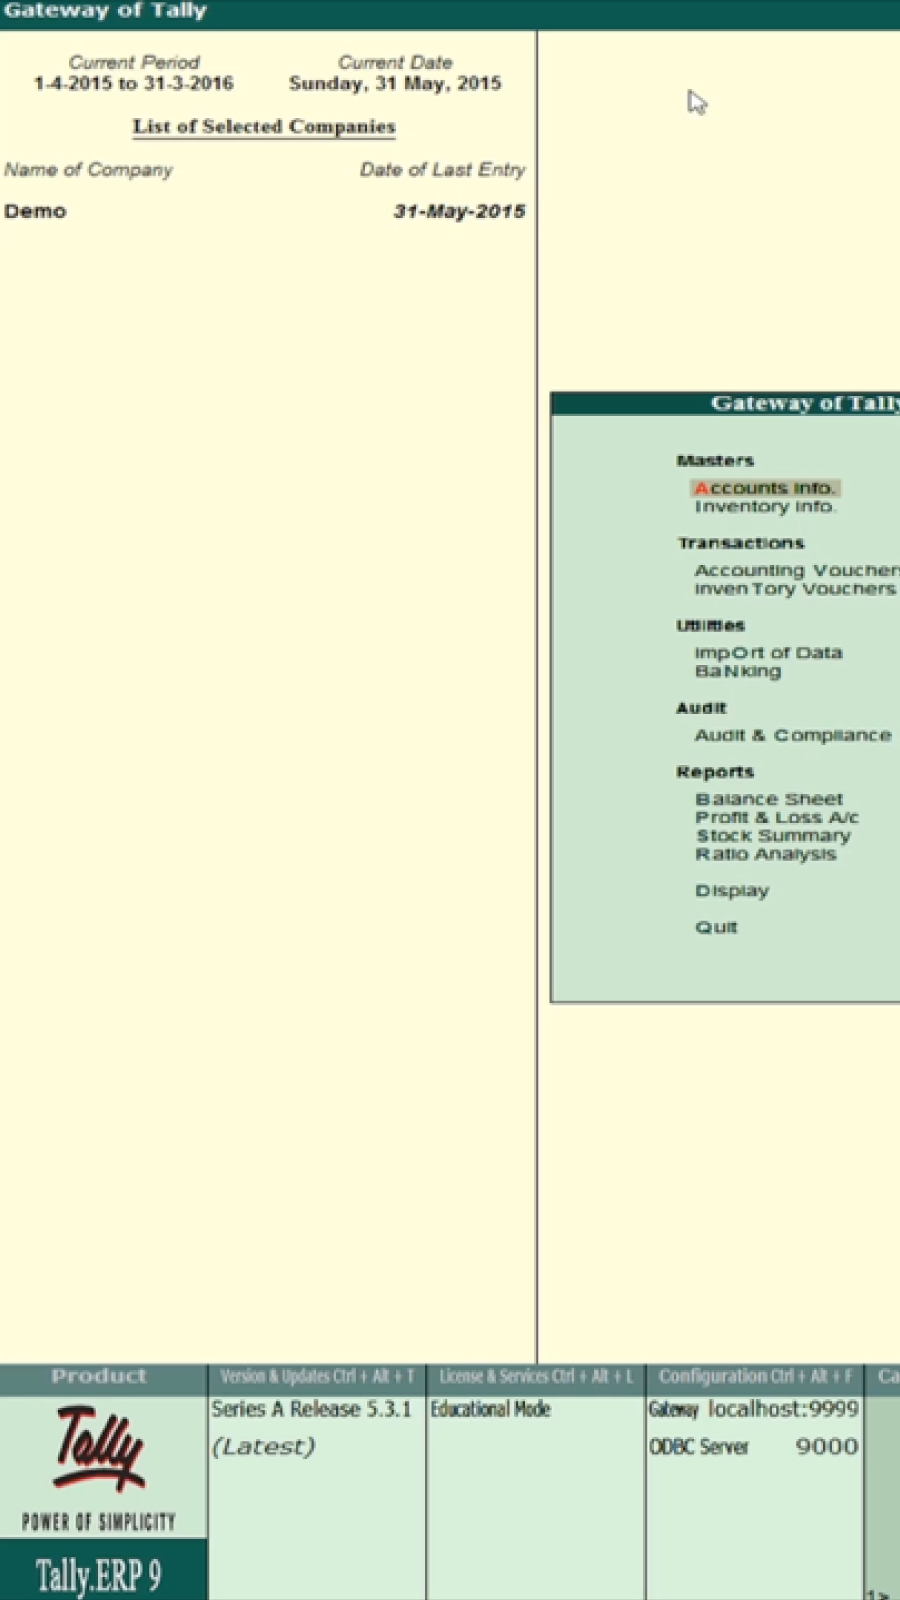 Gateway of Tally
Current Period Current Date
1-4-2015 to 31-3-2016 Sunday, 31 May, 2015
List of Selected Companies
Name of Company Date of Last Entry
Demo 31-May-2015
Gateway of Tally
Masters
Accounts Info.
Inventory Info.
Transactions
Accounting Vouchers
InvenTory Vouchers
Utilities
ImpOrt of Data
BaNking
Audit
Audit & Compliance
Reports
Balance Sheet
Profit & Loss A/c
Stock Summary
Ratio Analysis
Display
Quit
Product Version & Updates Ctrl + Alt + T License & Services Ctrl + Alt + L Configuration Ctrl + Alt + F Ca
Series A Release 5.3.1 Educational Mode Gateway localhost:9999
(Latest) ODBC Server 9000
Tally
POWER OF SIMPLICITY
Tally.ERP 9
1>